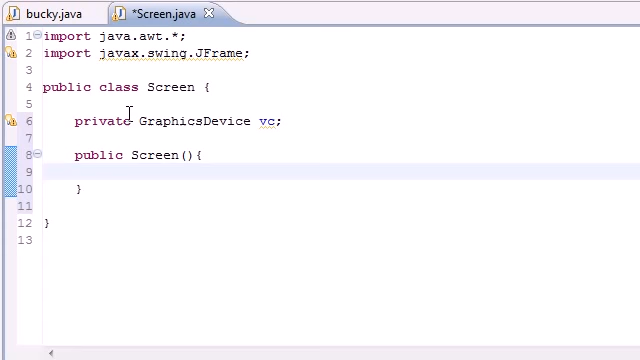 bucky.java *Screen.java
1 import java.awt.*;
2 import javax.swing.JFrame;
3
4 public class Screen {
5
6 private GraphicsDevice vc;
7
8 public Screen(){
9
10 }
11
12 }
13